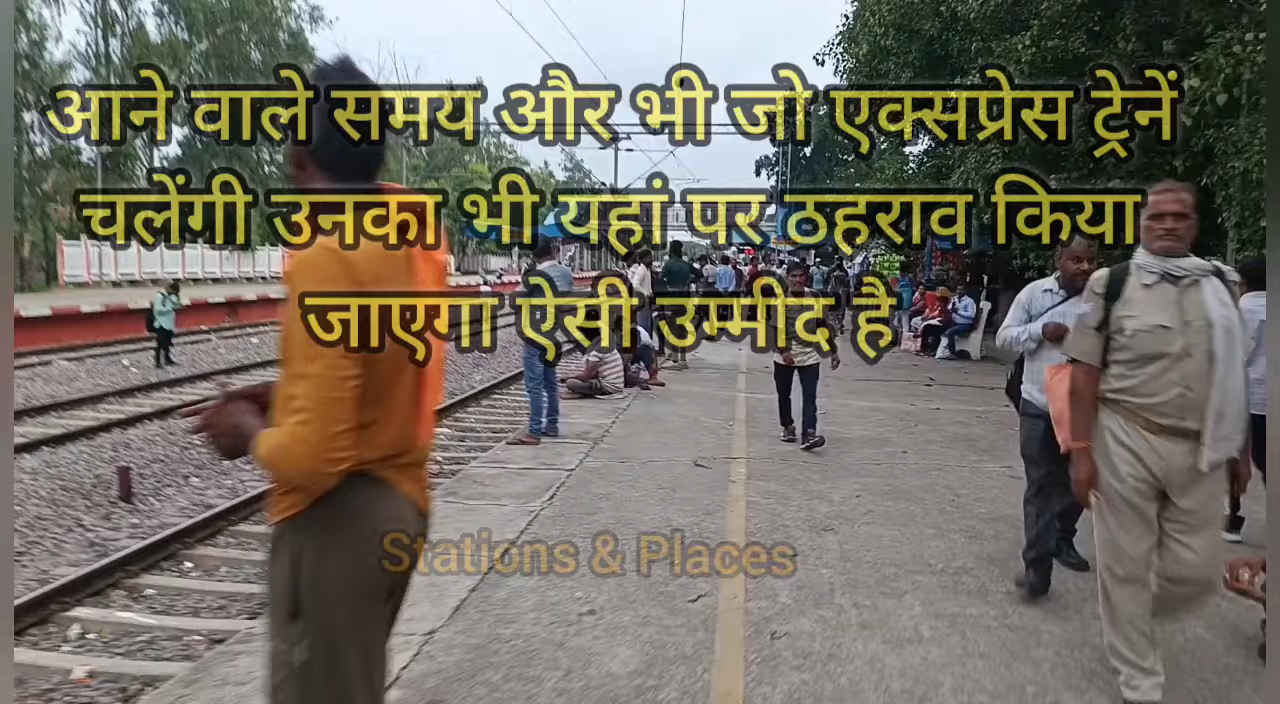 आने वाले समय और भी जो एक्सप्रेस ट्रेनें
चलेंगी उनका भी यहां पर ठहराव किया
जाएगा ऐसी उम्मीद है
Stations & Places